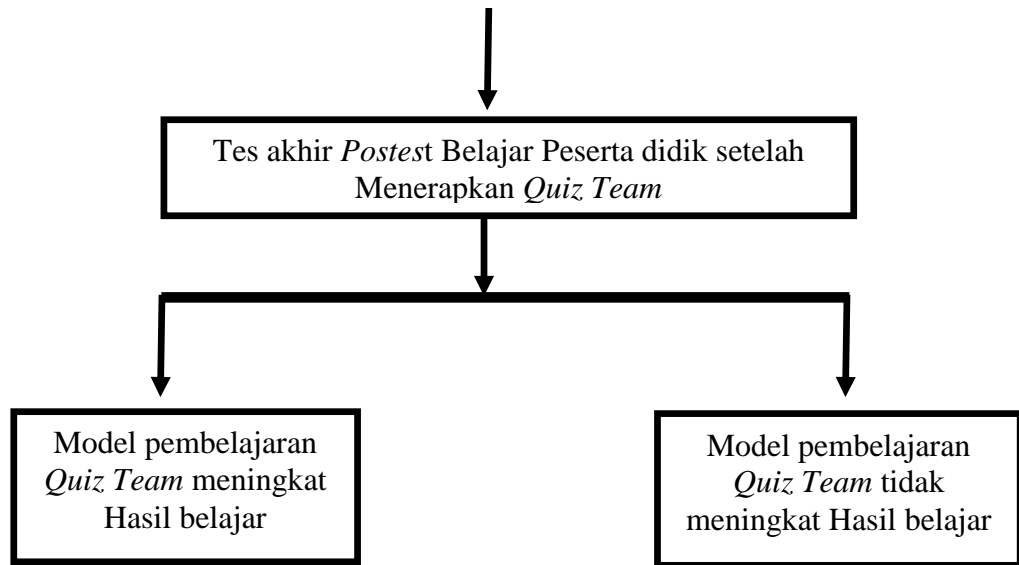 Tes akhir Postest Belajar Peserta didik setelah
Menerapkan Quiz Team
Model pembelajaran
Quiz Team meningkat
Hasil belajar
Model pembelajaran
Quiz Team tidak
meningkat Hasil belajar